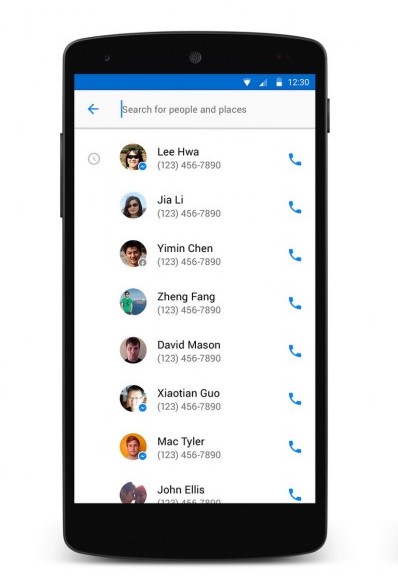 12:30
Search for people and places
Lee Hwa
(123) 456-7890
Jia Li
(123) 456-7890
Yimin Chen
(123) 456-7890
Zheng Fang
(123) 456-7890
David Mason
(123) 456-7890
Xiaotian Guo
(123) 456-7890
Mac Tyler
(123) 456-7890
John Ellis
(123) 456-7890